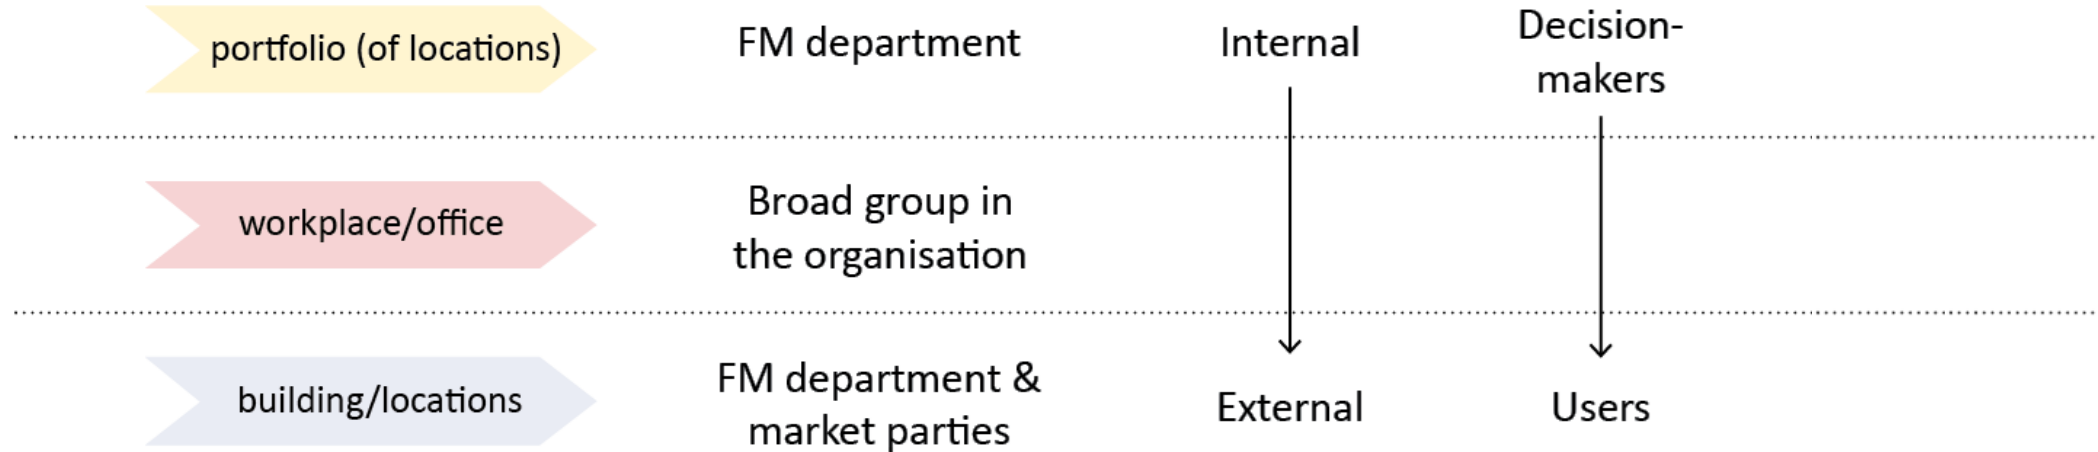 portfolio (of locations)
FM department
Internal
Decision-
makers
workplace/office
Broad group in
the organisation
building/locations
FM department &
market parties
External
Users